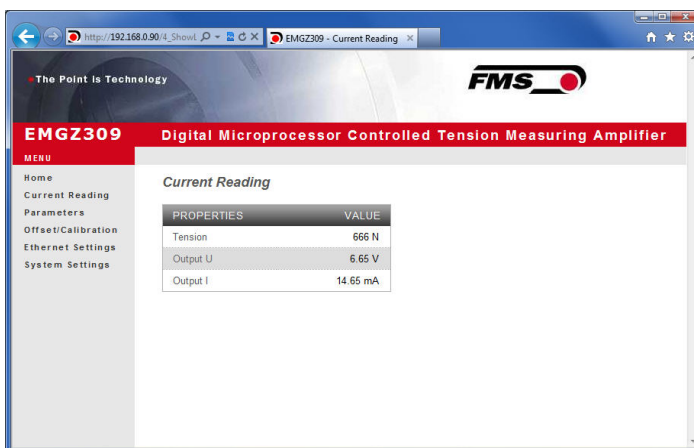 http://192.168.0.90/4_Showl
EMGZ309 - Current Reading
The Point Is Technology
FMS
EMGZ309
Digital Microprocessor Controlled Tension Measuring Amplifier
MENU
Home
Current Reading
Parameters
Offset/Calibration
Ethernet Settings
System Settings
Current Reading
PROPERTIES VALUE
Tension 666 N
Output U 6.65 V
Output I 14.65 mA